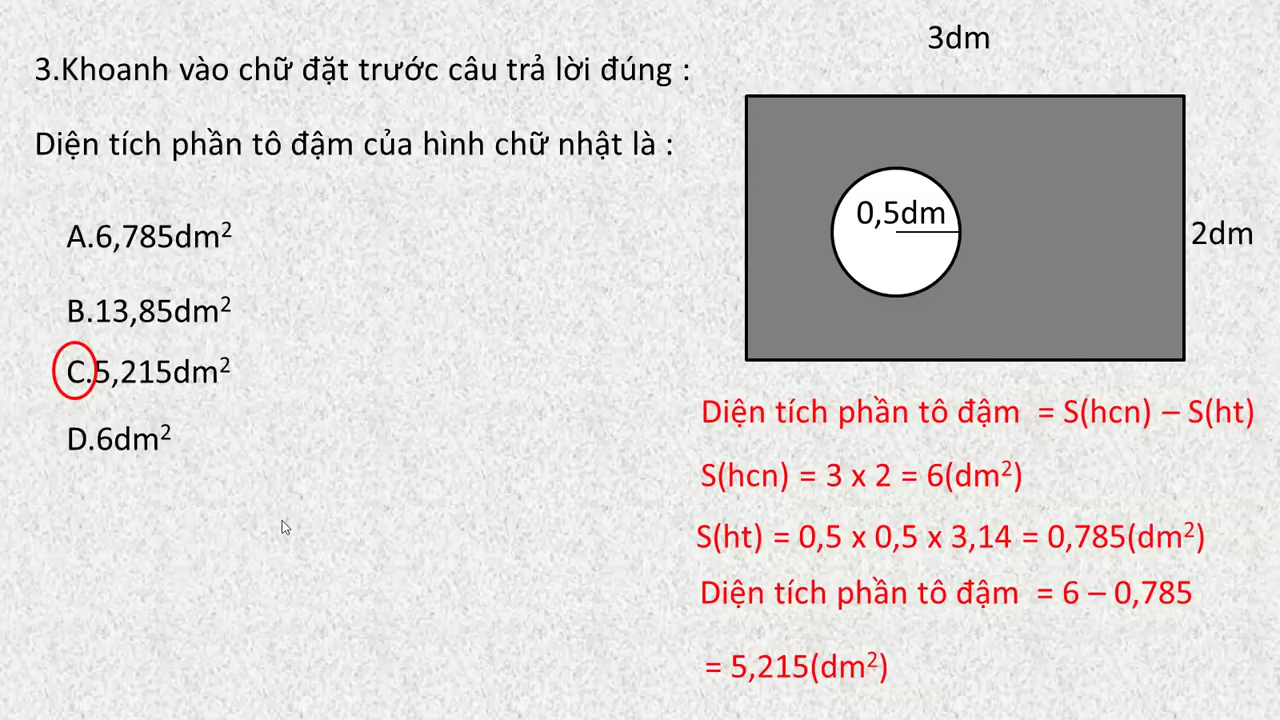 3.Khoanh vào chữ đặt trước câu trả lời đúng :
Diện tích phần tô đậm của hình chữ nhật là :
A.6,785dm²
B.13,85dm²
C.5,215dm²
D.6dm²
3dm
0,5dm
2dm
Diện tích phần tô đậm = S(hcn) – S(ht)
S(hcn) = 3 x 2 = 6(dm²)
S(ht) = 0,5 x 0,5 x 3,14 = 0,785(dm²)
Diện tích phần tô đậm = 6 – 0,785
= 5,215(dm²)